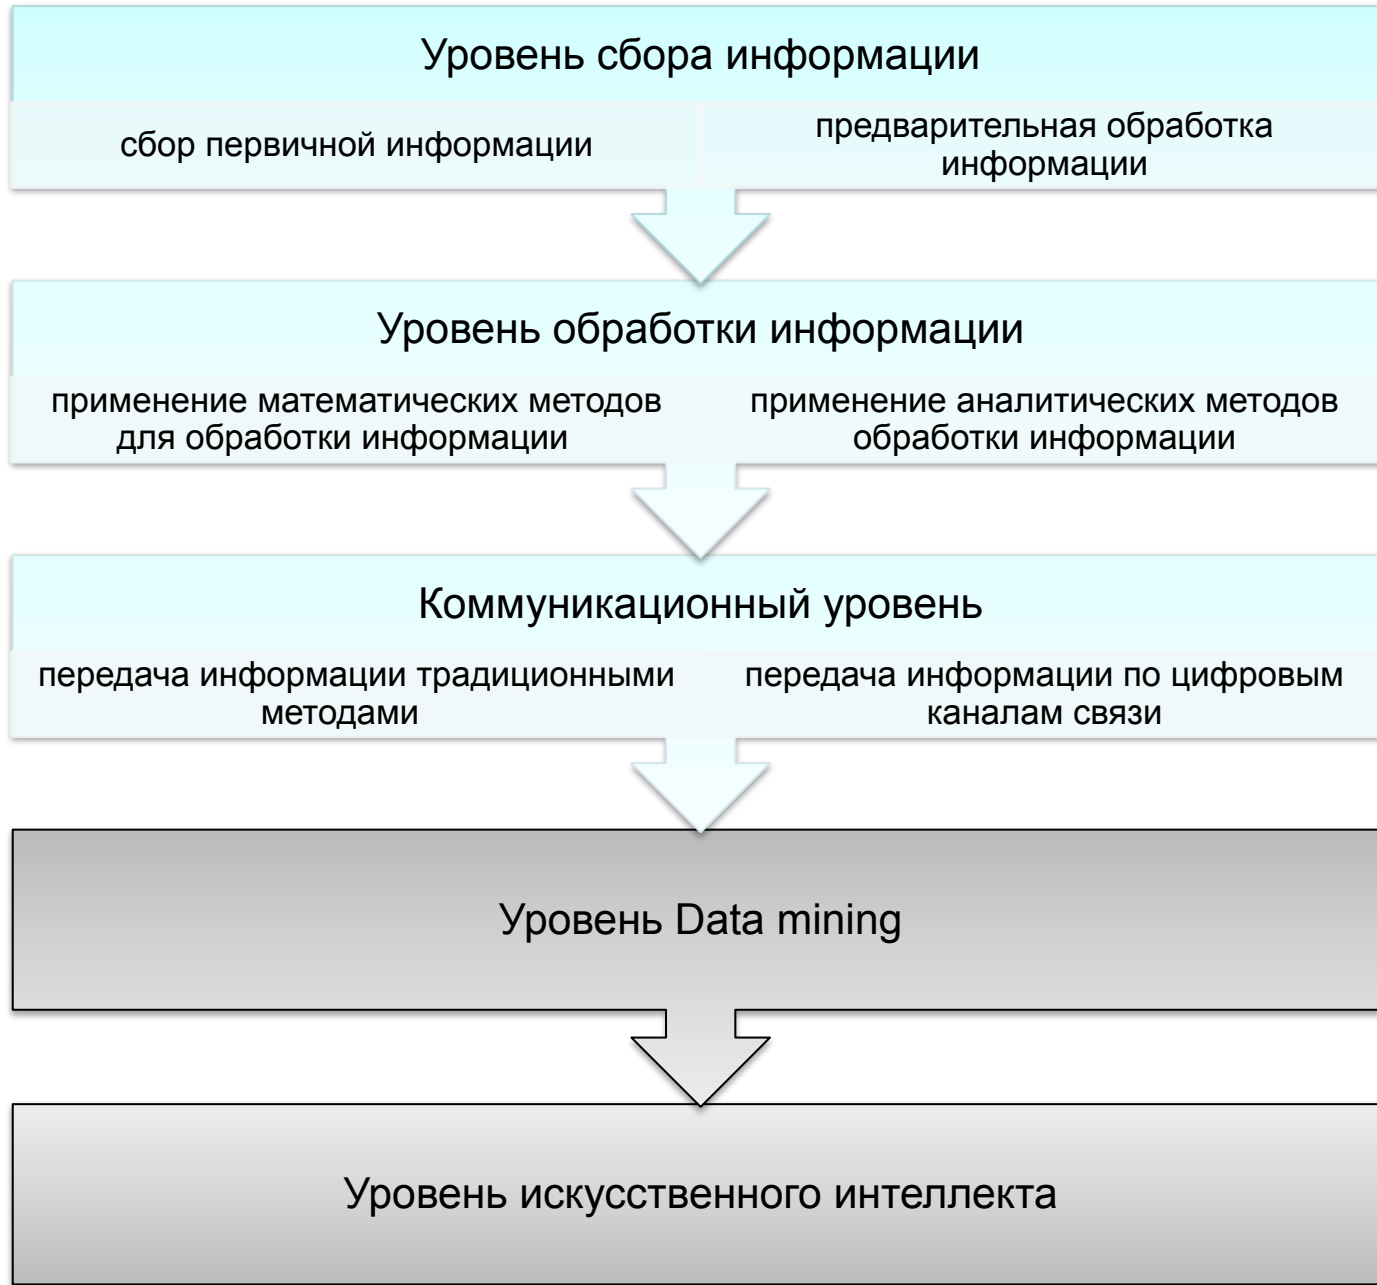 Уровень сбора информации
сбор первичной информации
предварительная обработка
информации
Уровень обработки информации
применение математических методов
для обработки информации
применение аналитических методов
обработки информации
Коммуникационный уровень
передача информации традиционными
методами
передача информации по цифровым
каналам связи
Уровень Data mining
Уровень искусственного интеллекта